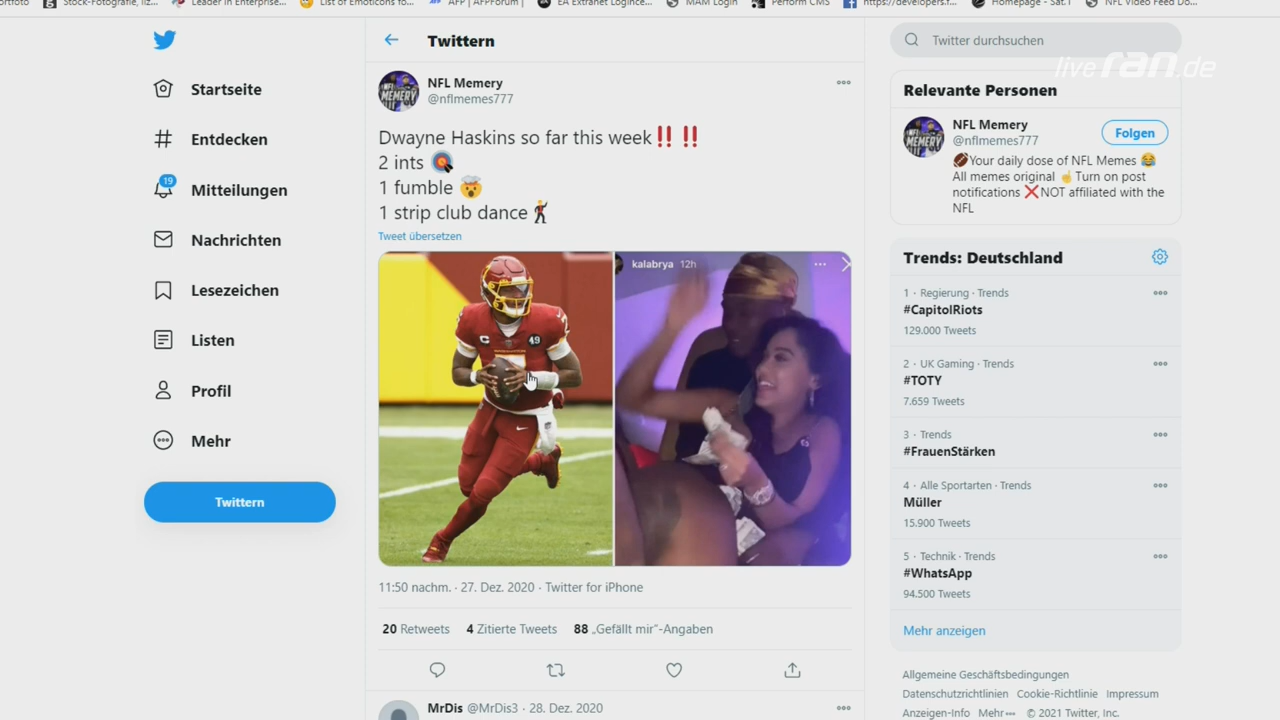 ortfoto
Stock-Fotografie, liz...
Leader in Enterprise...
List of Emoticons fo...
AFP | AFPForum |
EA Extranet Logince...
MAM Login
Perform CMS
https://developers.f...
Homepage - Sat.1
NFL Video Feed Do...
Twittern
Twitter durchsuchen
live ran.de
Startseite
Entdecken
19
Mitteilungen
Nachrichten
Lesezeichen
Listen
Profil
Mehr
Twittern
NFL Memery
@nflmemes777
Dwayne Haskins so far this week‼️ ‼️
2 ints 🎯
1 fumble 🤯
1 strip club dance🕺
Tweet übersetzen
kalabrya 12h
49
11:50 nachm. · 27. Dez. 2020 · Twitter for iPhone
20 Retweets 4 Zitierte Tweets 88 „Gefällt mir“-Angaben
MrDis @MrDis3 · 28. Dez. 2020
Relevante Personen
MEMERY
NFL Memery
@nflmemes777
Folgen
🏈Your daily dose of NFL Memes 😂
All memes original ☝️Turn on post
notifications ❌NOT affiliated with the
NFL
Trends: Deutschland
1 · Regierung · Trends
#CapitolRiots
129.000 Tweets
2 · UK Gaming · Trends
#TOTY
7.659 Tweets
3 · Trends
#FrauenStärken
4 · Alle Sportarten · Trends
Müller
15.900 Tweets
5 · Technik · Trends
#WhatsApp
94.500 Tweets
Mehr anzeigen
Allgemeine Geschäftsbedingungen
Datenschutzrichtlinien Cookie-Richtlinie Impressum
Anzeigen-Info Mehr··· © 2021 Twitter, Inc.